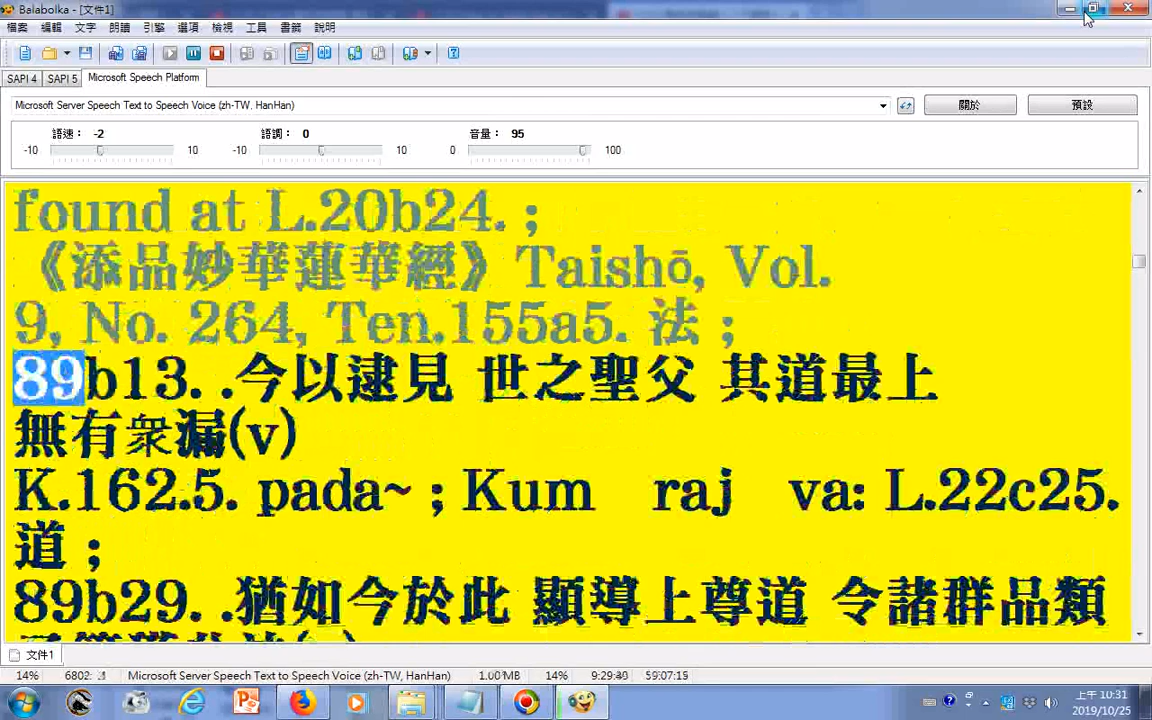 Balabolka - [文件1]
檔案 編輯 文字 朗讀 引擎 選項 檢視 工具 書籤 說明
SAPI 4 SAPI 5 Microsoft Speech Platform
Microsoft Server Speech Text to Speech Voice (zh-TW, HanHan) 關於 預設
語速： -2 語調： 0 音量： 95
-10 10 -10 10 0 100
found at L.20b24. ;
《添品妙華蓮華經》Taishō, Vol.
9, No. 264, Ten.155a5. 法 ;
89b13. .今以逮見 世之聖父 其道最上
無有衆漏(v)
K.162.5. pada~ ; Kum raj va: L.22c25.
道 ;
89b29. .猶如今於此 顯導上尊道 令諸群品類
文件1
14% Microsoft Server Speech Text to Speech Voice (zh-TW, HanHan) 1.00 MB 14% 59:07:15
上午 10:31
2019/10/25